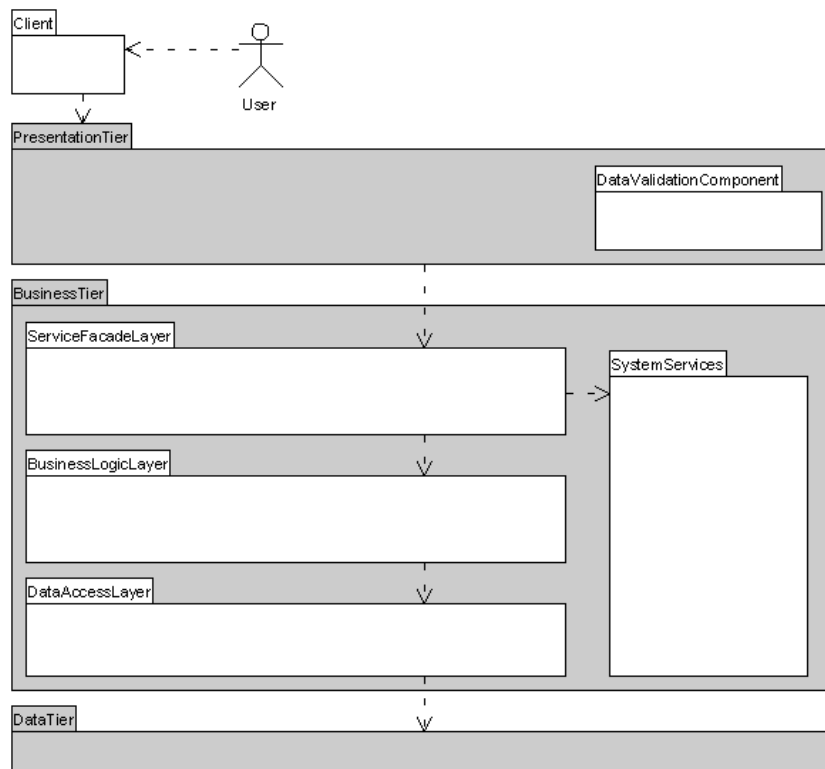 Client
User
PresentationTier
DataValidationComponent
BusinessTier
ServiceFacadeLayer
SystemServices
BusinessLogicLayer
DataAccessLayer
DataTier